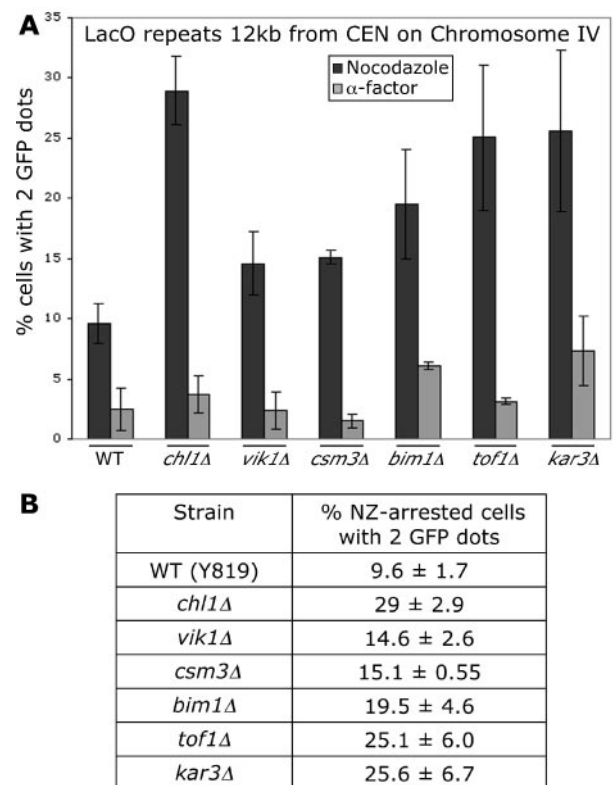 A
LacO repeats 12kb from CEN on Chromosome IV
Nocodazole
α-factor
% cells with 2 GFP dots
35
30
25
20
15
10
5
0
WT chl1Δ vik1Δ csm3Δ bim1Δ tof1Δ kar3Δ
B
Strain % NZ-arrested cells
with 2 GFP dots
WT (Y819) 9.6 ± 1.7
chl1Δ 29 ± 2.9
vik1Δ 14.6 ± 2.6
csm3Δ 15.1 ± 0.55
bim1Δ 19.5 ± 4.6
tof1Δ 25.1 ± 6.0
kar3Δ 25.6 ± 6.7